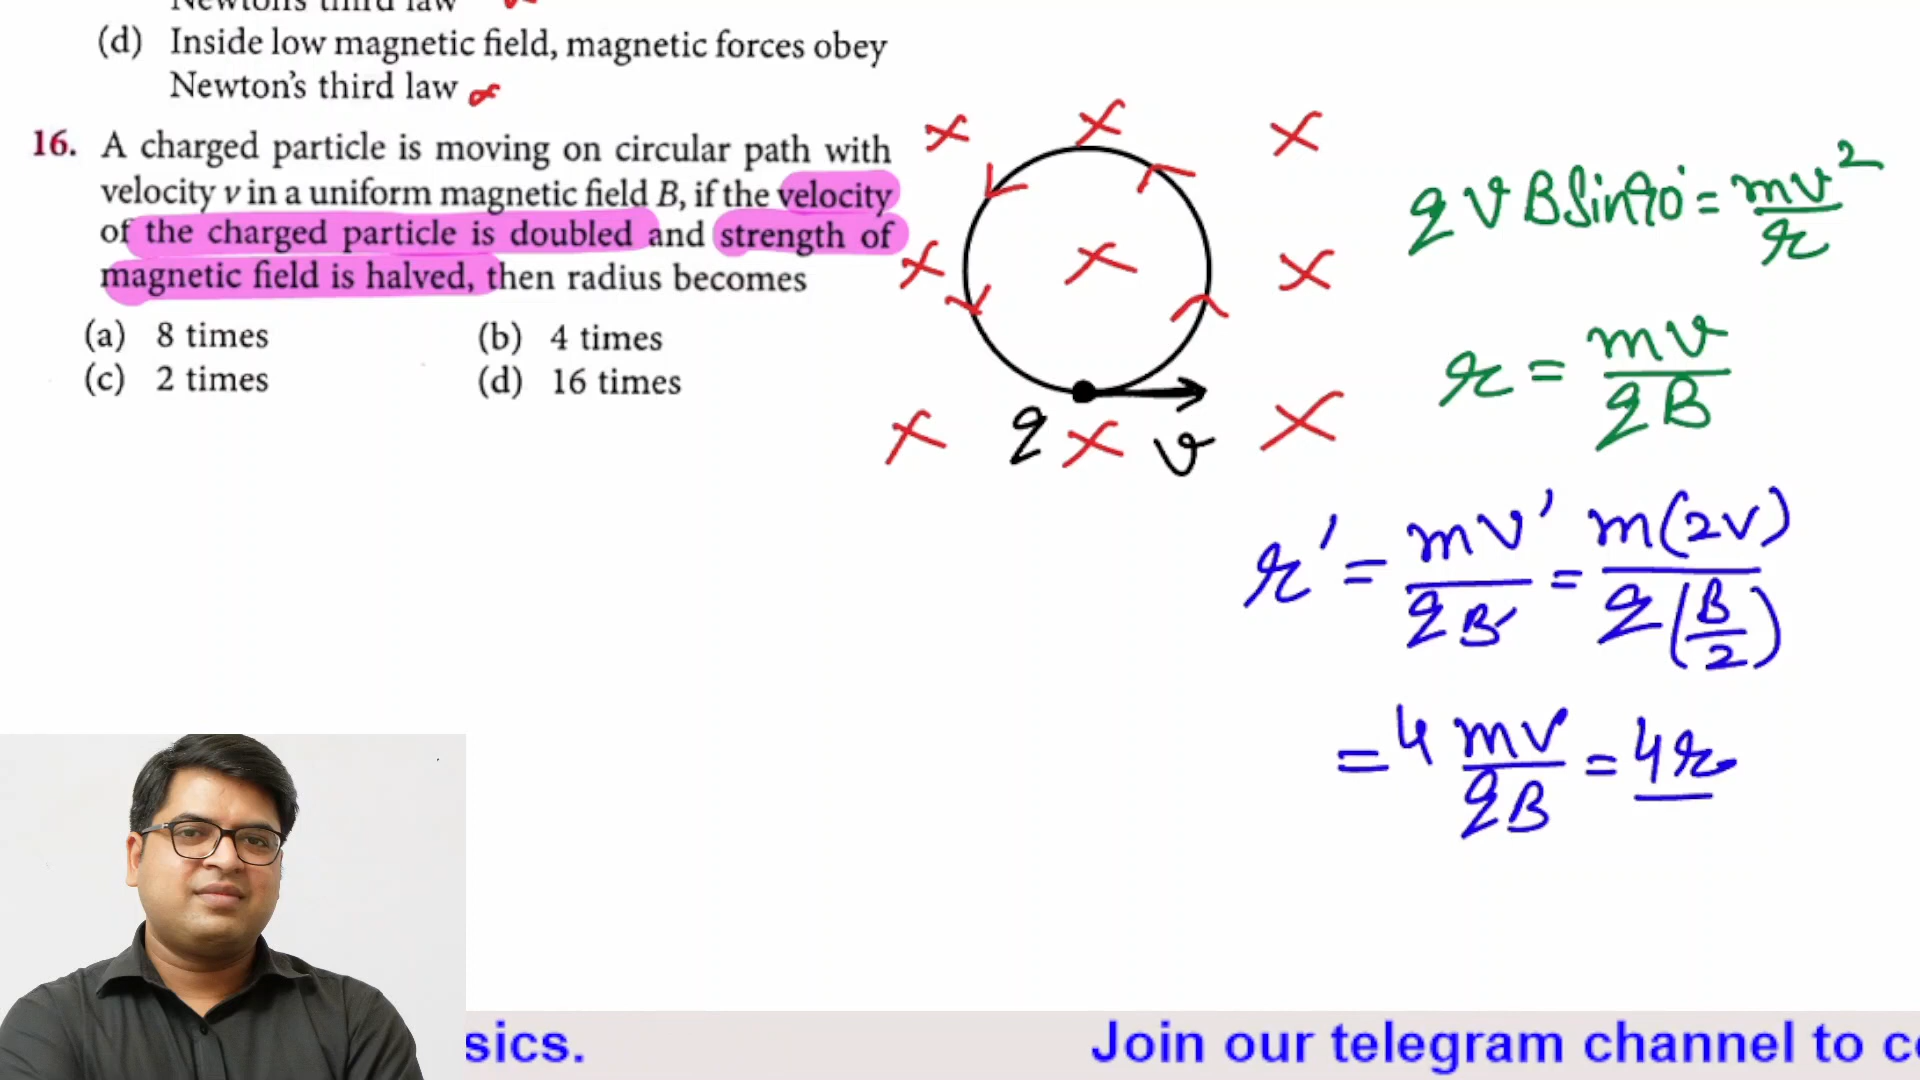 Newton's third law
(d) Inside low magnetic field, magnetic forces obey
Newton's third law
16. A charged particle is moving on circular path with
velocity v in a uniform magnetic field B, if the velocity
of the charged particle is doubled and strength of
magnetic field is halved, then radius becomes
(a) 8 times (b) 4 times
(c) 2 times (d) 16 times
q v
qvB sin90° = mv²/r
r = mv/qB
r' = mv'/qB' = m(2v)/q(B/2)
= 4 mv/qB = 4r
sics. Join our telegram channel to